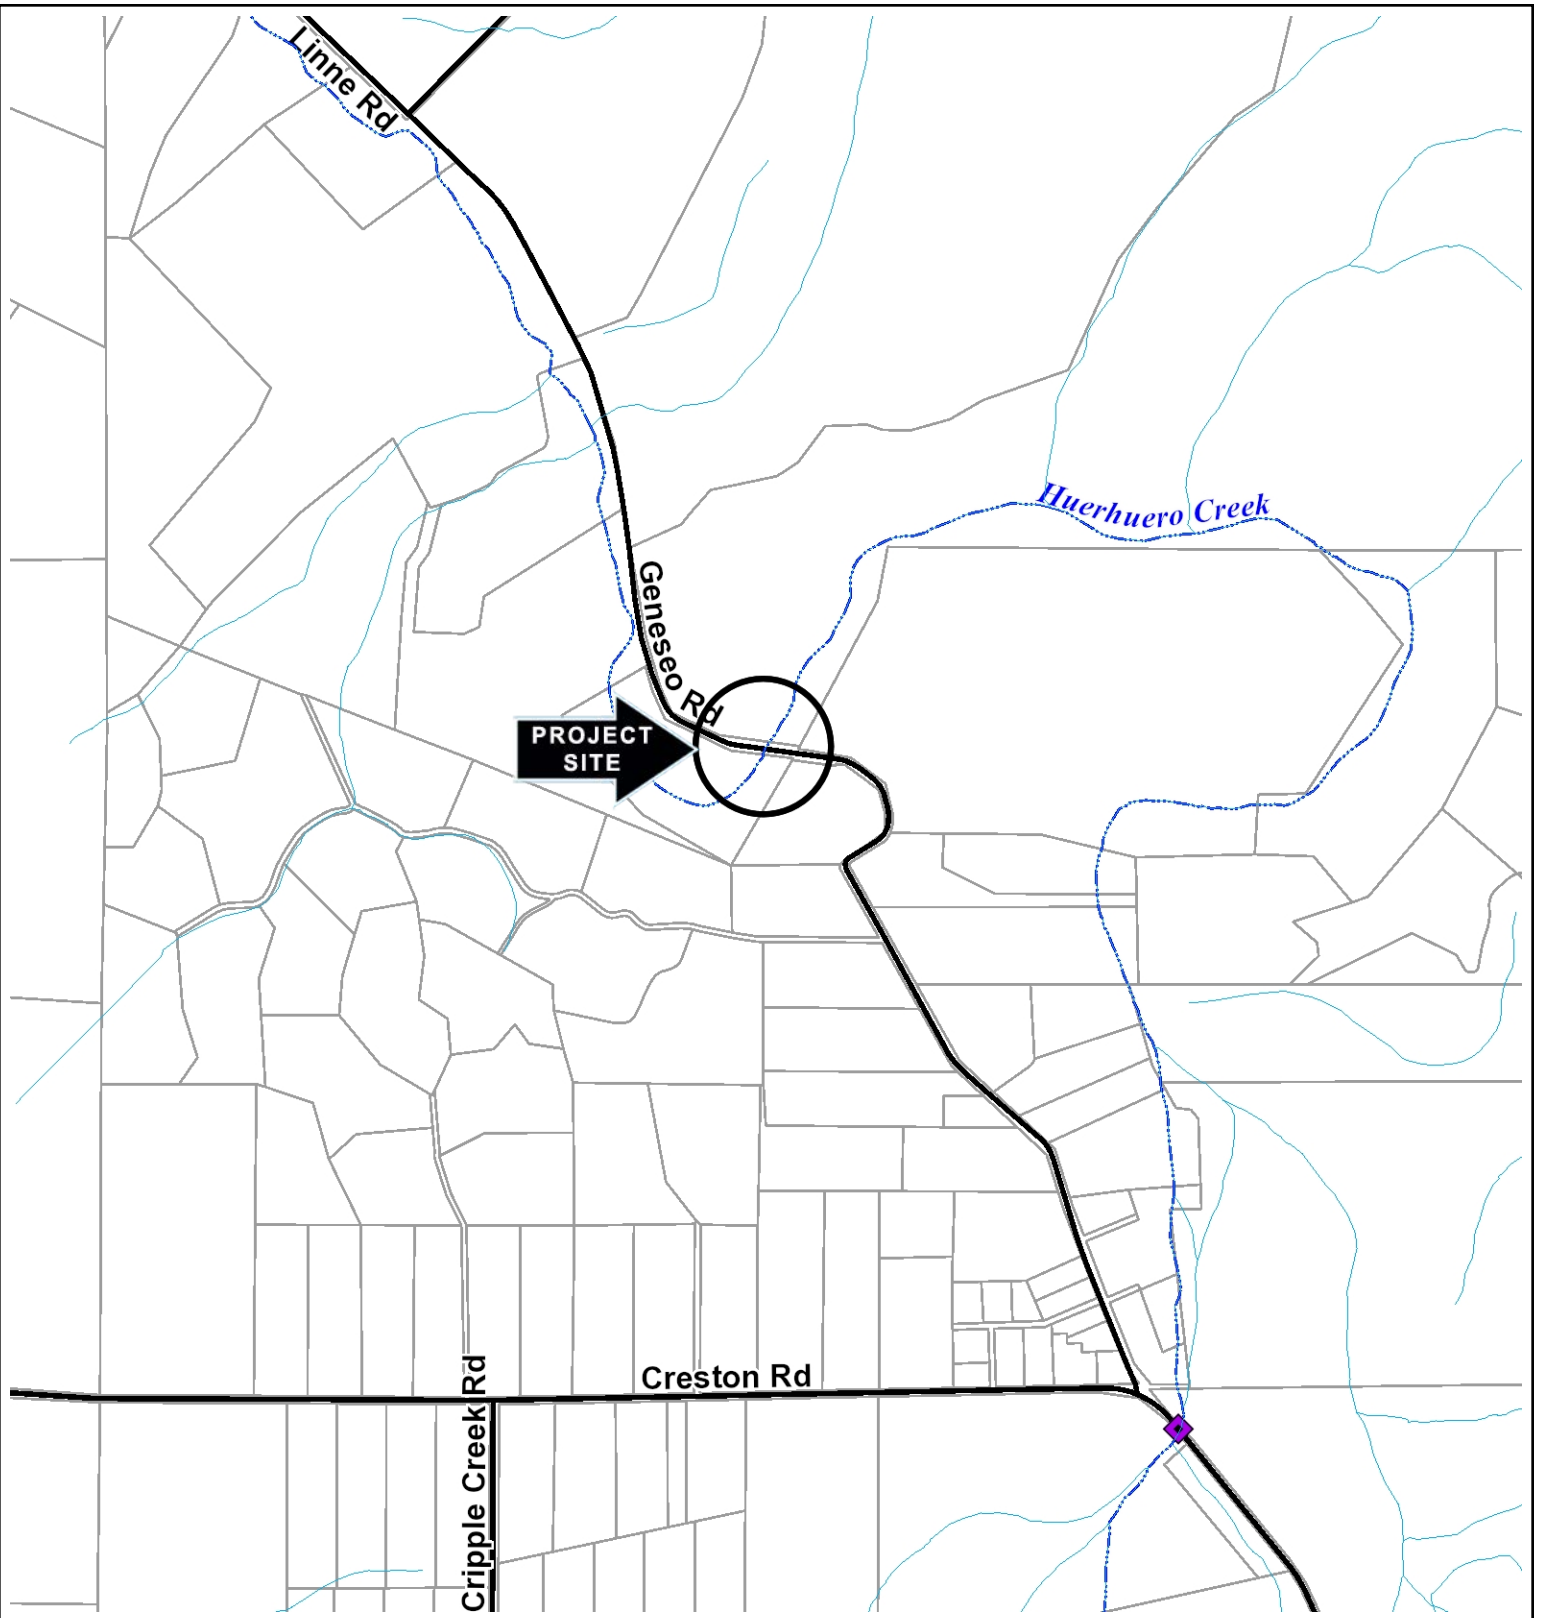 Linne Rd
Huerhuero Creek
Geneseo Rd
PROJECT
SITE
Creston Rd
Cripple Creek Rd